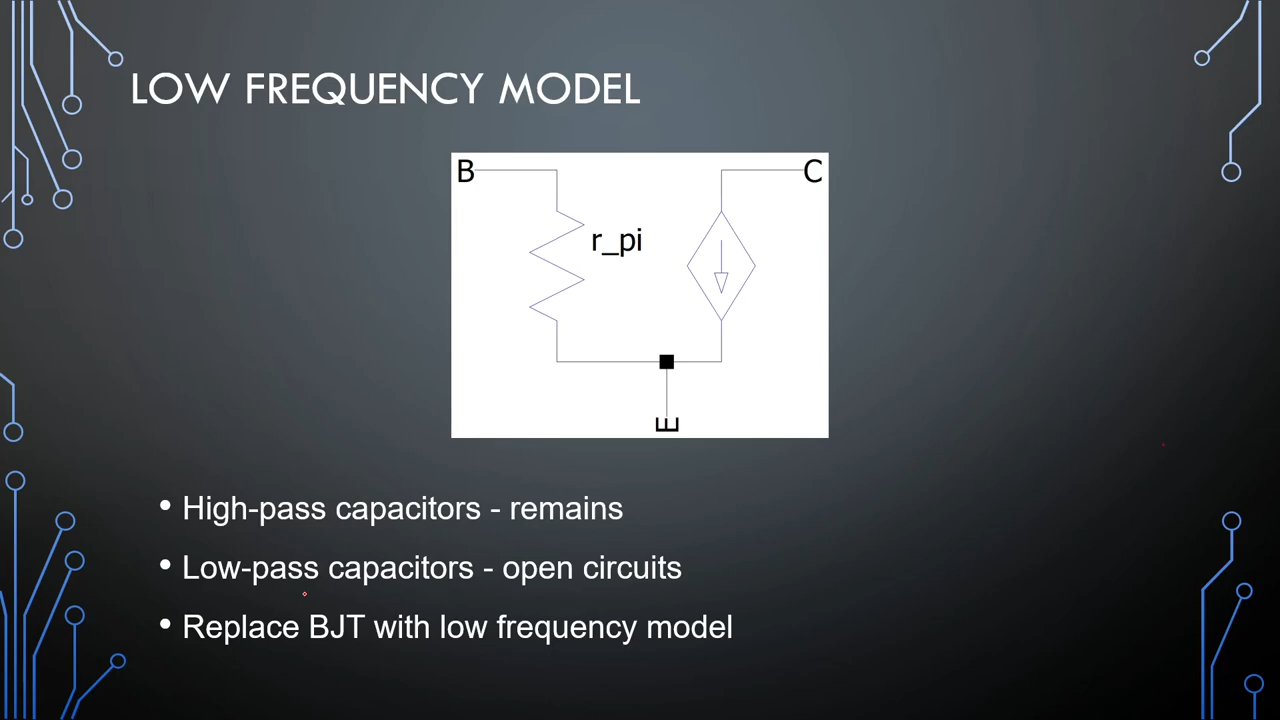 LOW FREQUENCY MODEL
B
C
r_pi
E
• High-pass capacitors - remains
• Low-pass capacitors - open circuits
• Replace BJT with low frequency model